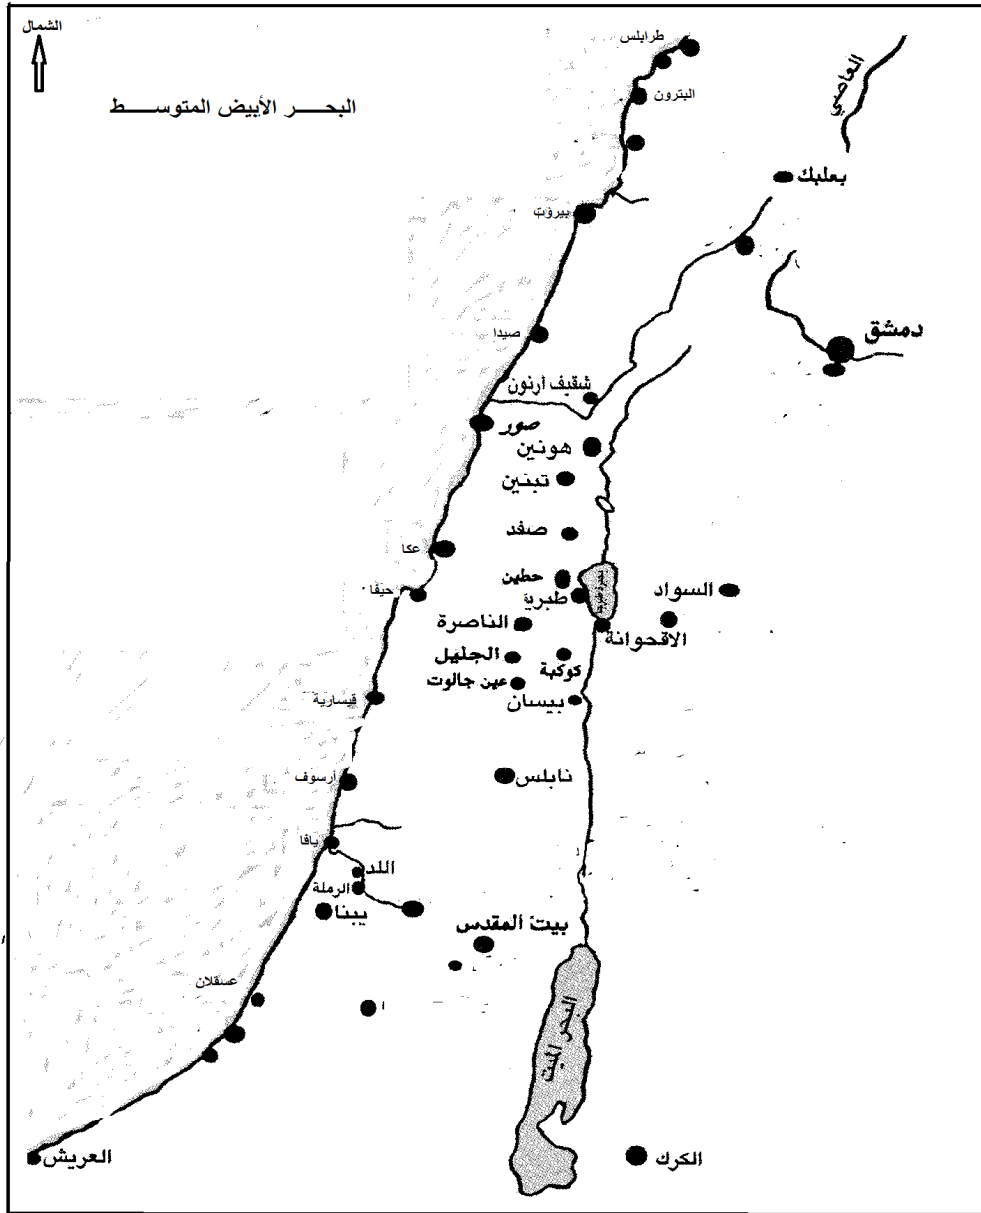 الشمال
طرابلس
العاصي
البترون
البحـــر الأبيض المتوســـــط
بعلبك
بيروت
صيدا
دمشق
شقيف أرنون
صور
هونين
تبنين
صفد
عكا
حطين
السواد
حيفا
طبرية
الناصرة
الاقحوانة
الجليل
كوكبة
عين جالوت
قيسارية
بيسان
نابلس
أرسوف
يافا
اللد
الرملة
يبنا
بيت المقدس
عسقلان
البحر الميت
العريش
الكرك